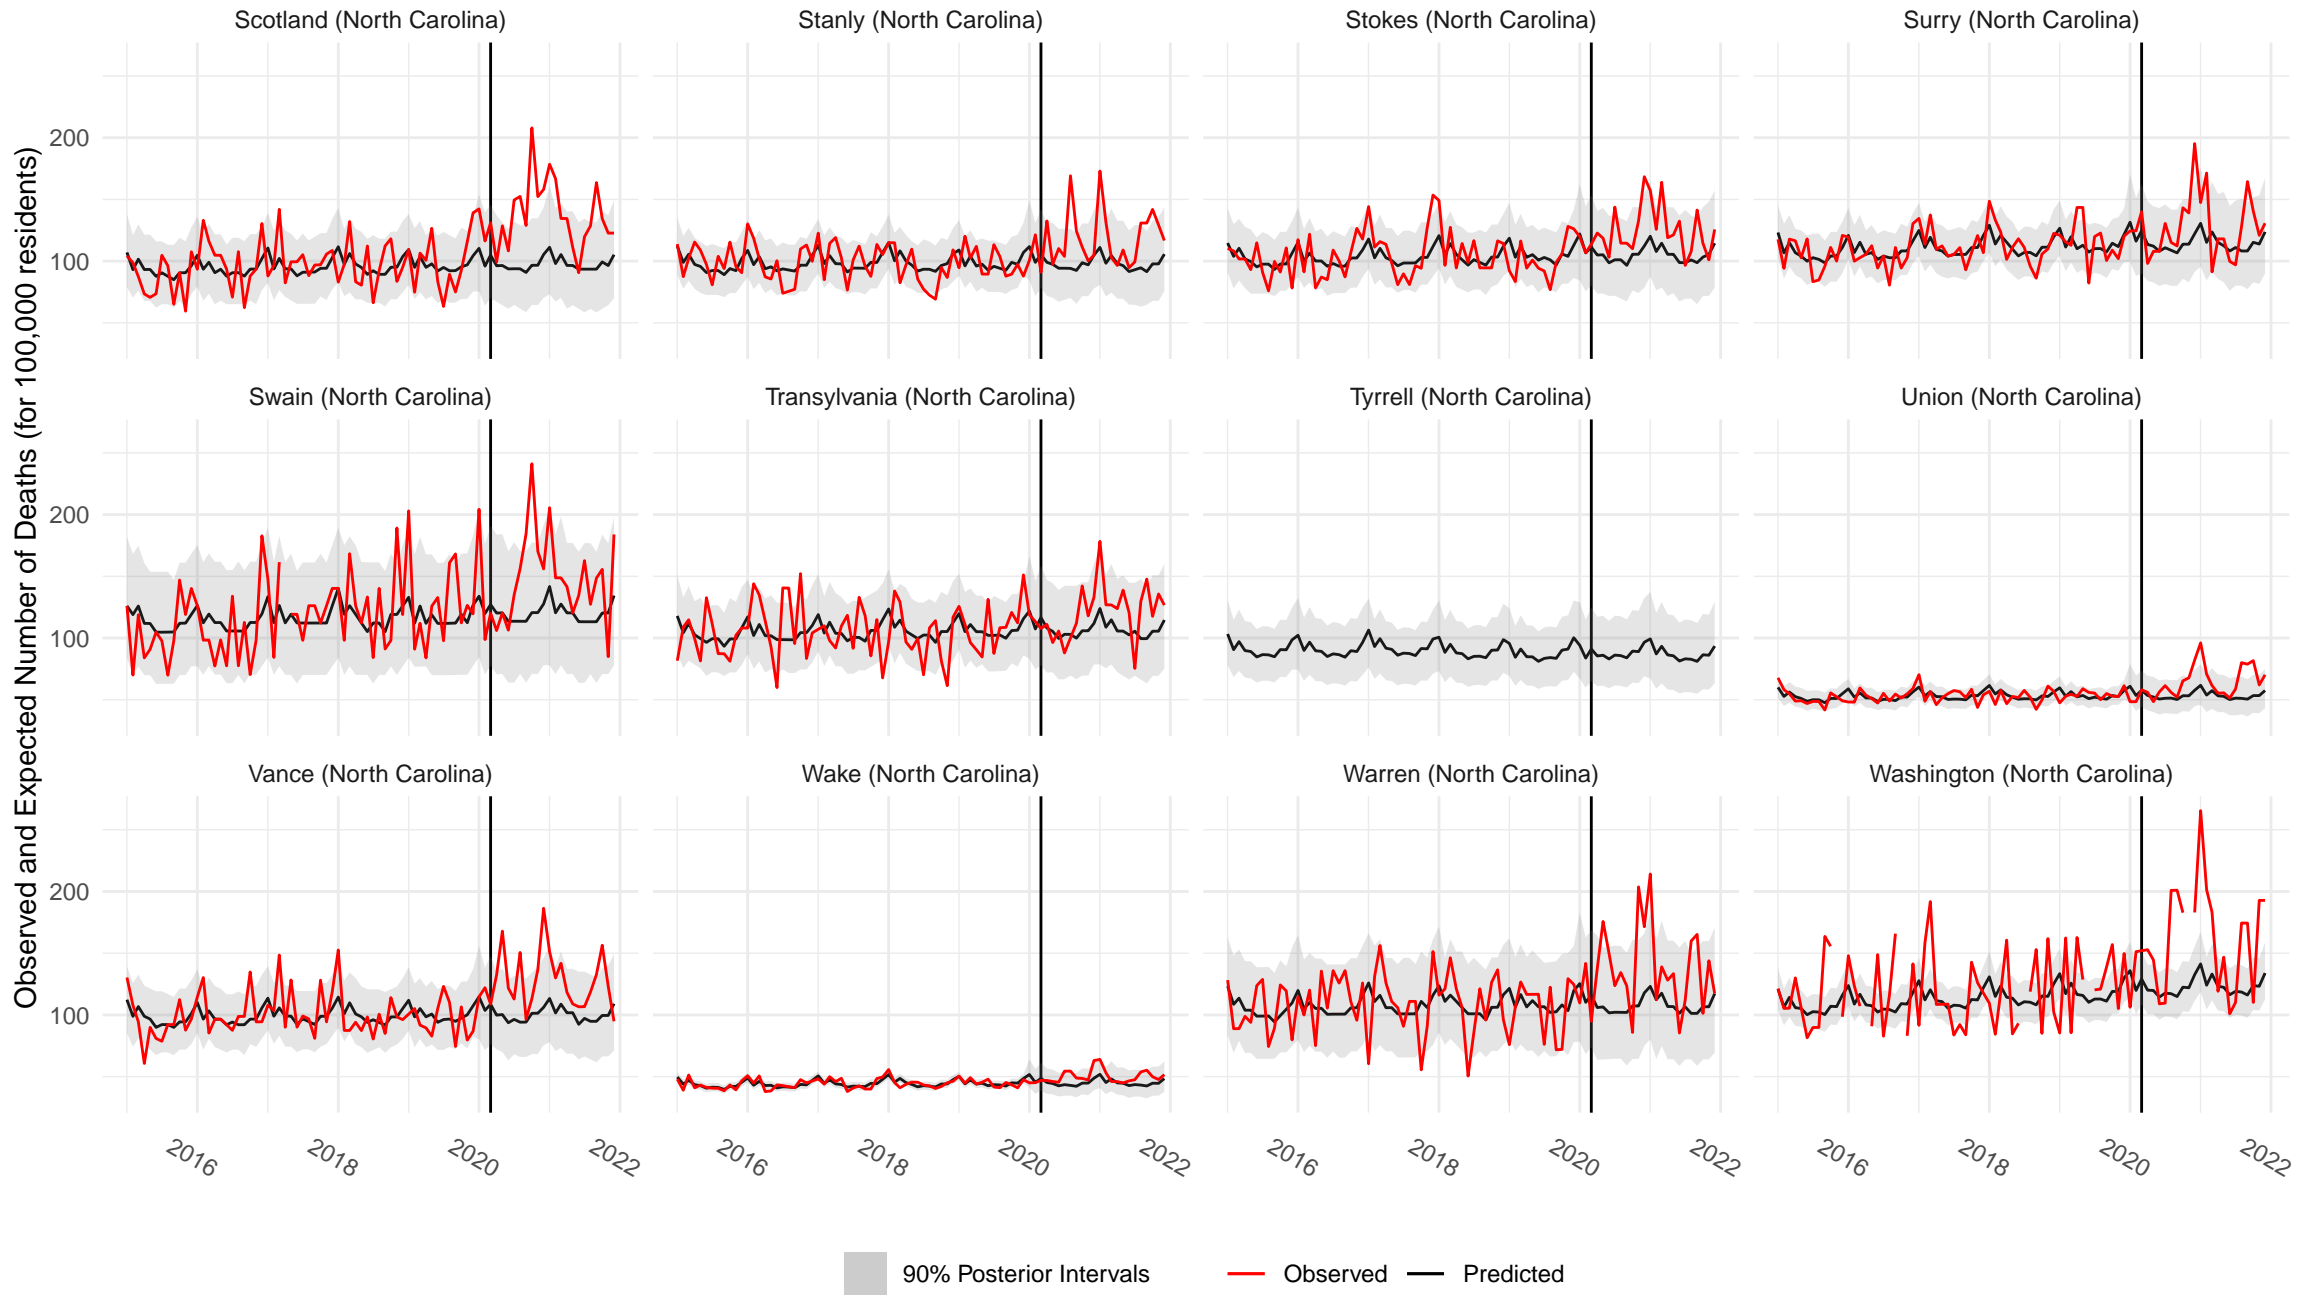 Scotland (North Carolina)
Stanly (North Carolina)
Stokes (North Carolina)
Surry (North Carolina)
200
100
Swain (North Carolina)
Transylvania (North Carolina)
Tyrrell (North Carolina)
Union (North Carolina)
200
100
Vance (North Carolina)
Wake (North Carolina)
Warren (North Carolina)
Washington (North Carolina)
200
100
Observed and Expected Number of Deaths (for 100,000 residents)
2016
2018
2020
2022
2016
2018
2020
2022
2016
2018
2020
2022
2016
2018
2020
2022
90% Posterior Intervals
Observed
Predicted